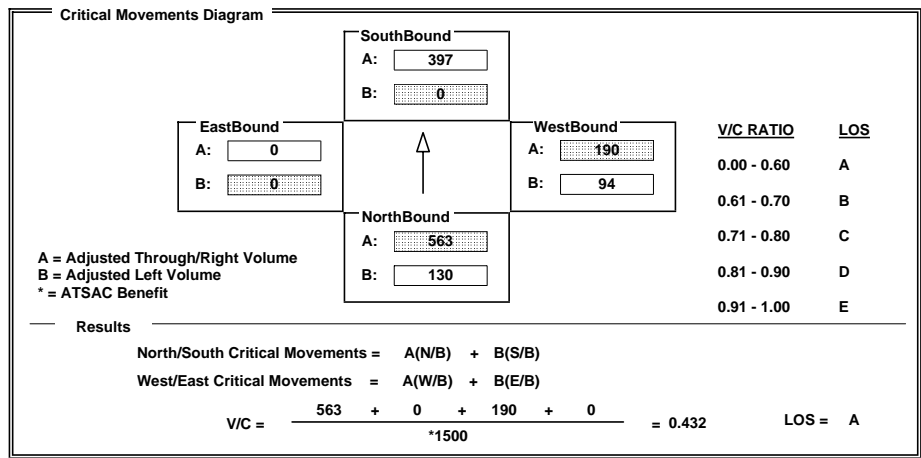 Critical Movements Diagram
SouthBound
A: 397
B: 0
EastBound
A: 0
B: 0
WestBound
A: 190
B: 94
NorthBound
A: 563
B: 130
V/C RATIO LOS
0.00 - 0.60 A
0.61 - 0.70 B
0.71 - 0.80 C
0.81 - 0.90 D
0.91 - 1.00 E
A = Adjusted Through/Right Volume
B = Adjusted Left Volume
* = ATSAC Benefit
Results
North/South Critical Movements = A(N/B) + B(S/B)
West/East Critical Movements = A(W/B) + B(E/B)
V/C = 563 + 0 + 190 + 0 = 0.432 LOS = A
*1500